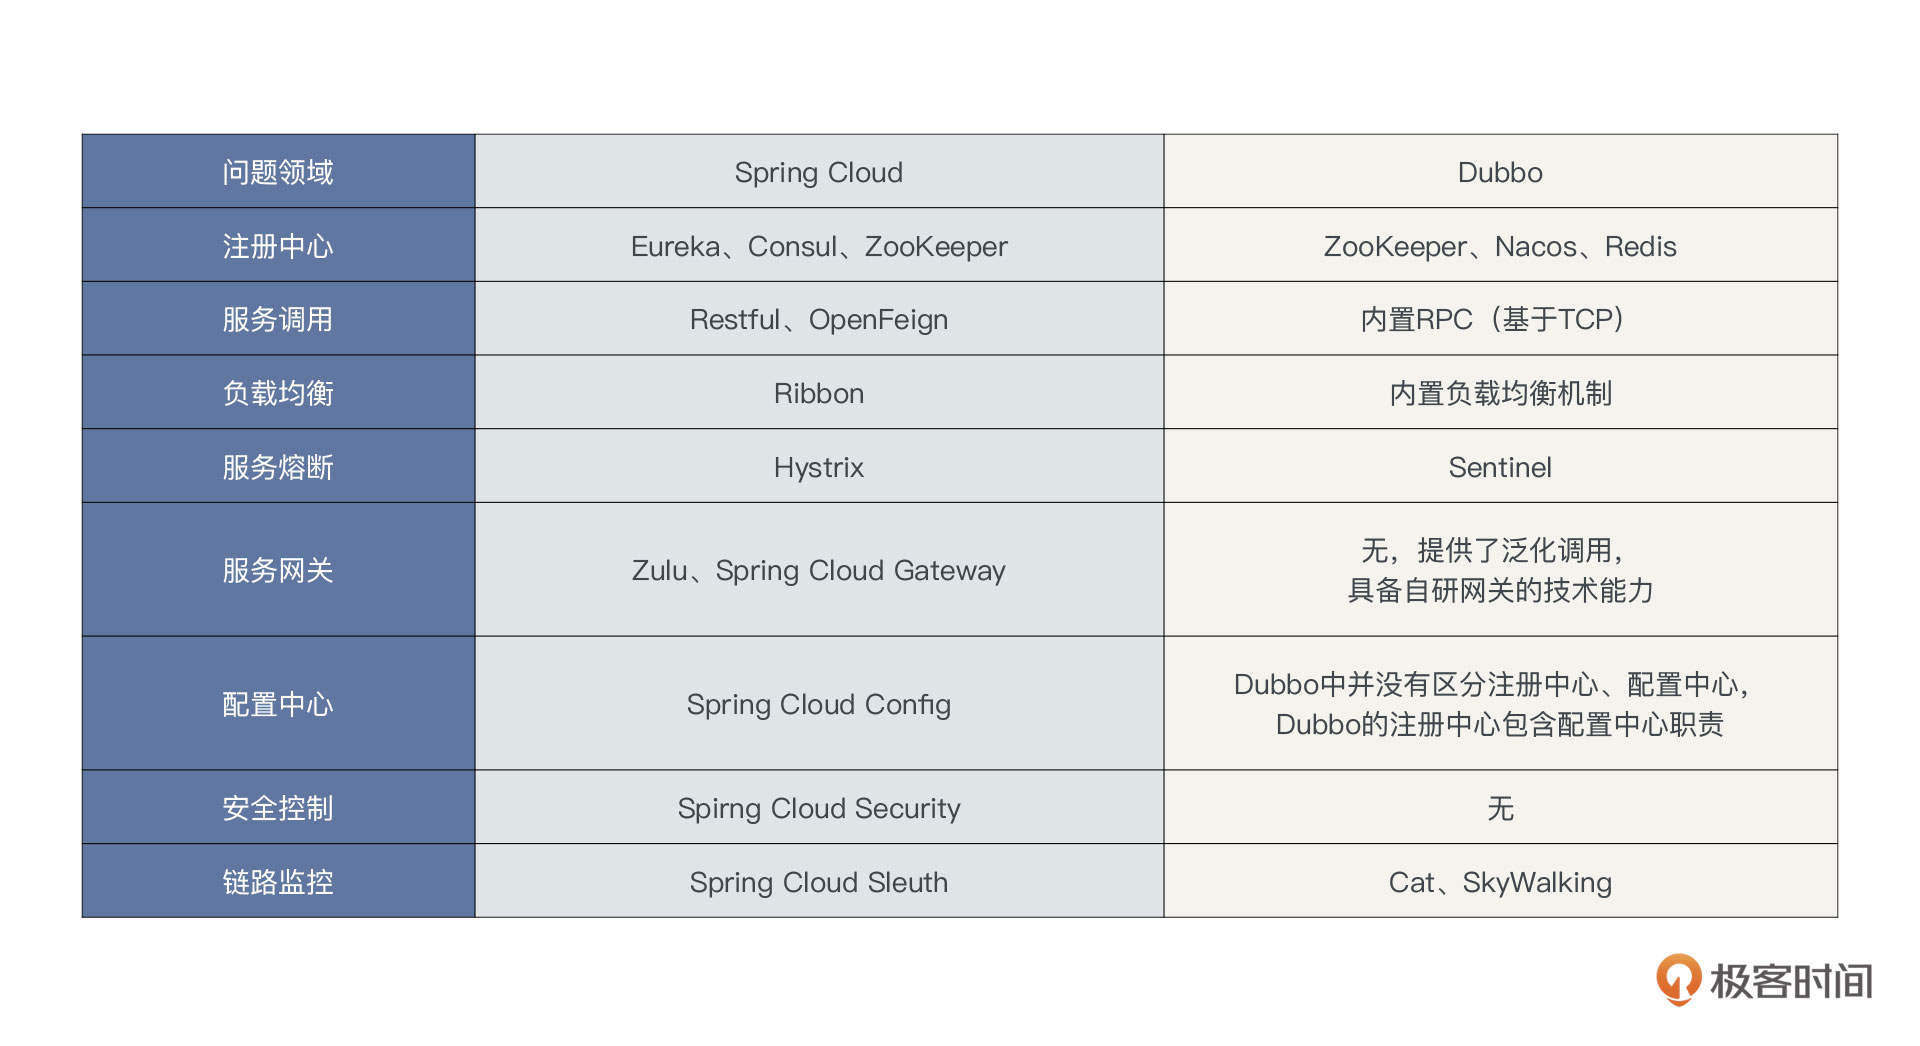 问题领域 Spring Cloud Dubbo
注册中心 Eureka、Consul、ZooKeeper ZooKeeper、Nacos、Redis
服务调用 Restful、OpenFeign 内置RPC（基于TCP）
负载均衡 Ribbon 内置负载均衡机制
服务熔断 Hystrix Sentinel
服务网关 Zulu、Spring Cloud Gateway 无，提供了泛化调用，
具备自研网关的技术能力
配置中心 Spring Cloud Config Dubbo中并没有区分注册中心、配置中心，
Dubbo的注册中心包含配置中心职责
安全控制 Spirng Cloud Security 无
链路监控 Spring Cloud Sleuth Cat、SkyWalking
极客时间